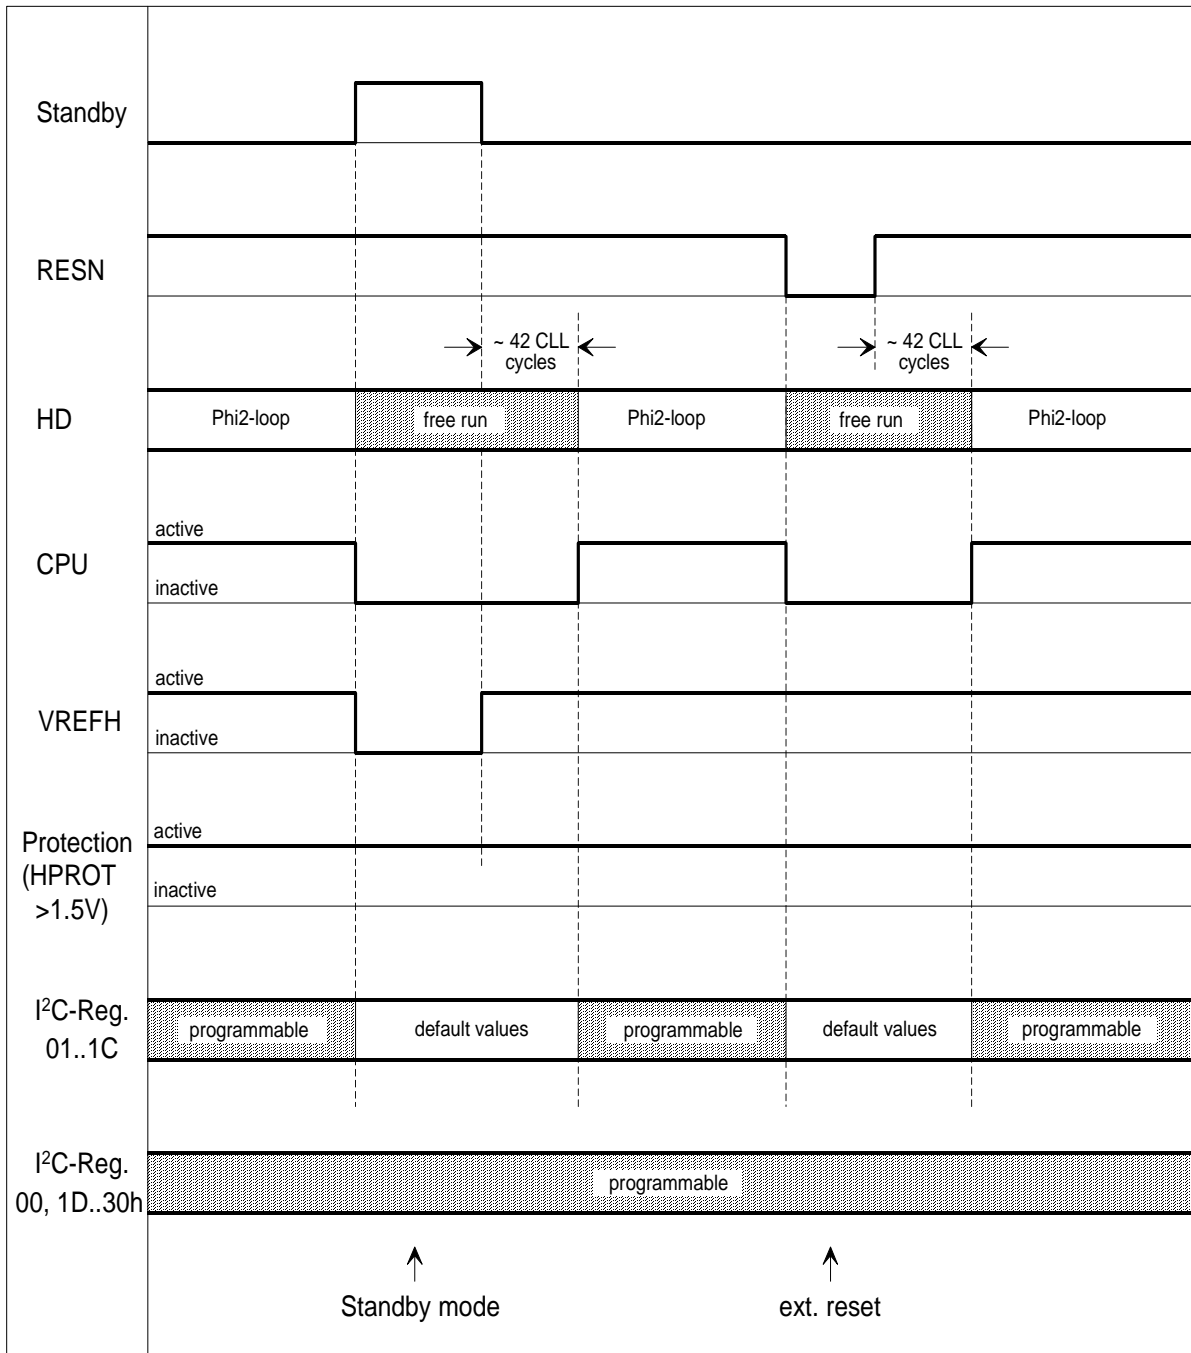 Standby
RESN
~ 42 CLL
cycles
~ 42 CLL
cycles
HD
Phi2-loop
free run
Phi2-loop
free run
Phi2-loop
active
CPU
inactive
active
VREFH
inactive
active
Protection
(HPROT
>1.5V)
inactive
I²C-Reg.
01..1C
programmable
default values
programmable
default values
programmable
I²C-Reg.
00, 1D..30h
programmable
Standby mode
ext. reset